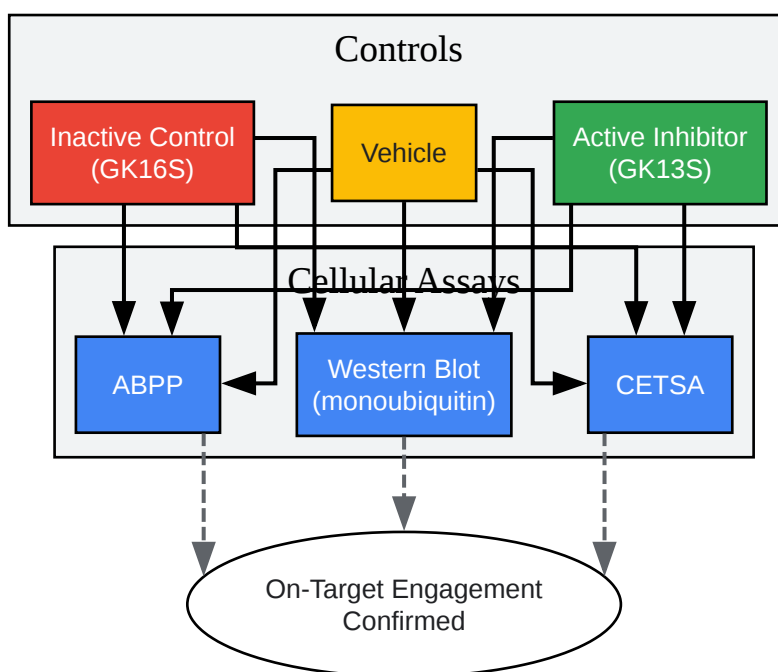 Controls
Inactive Control
(GK16S)
Vehicle
Active Inhibitor
(GK13S)
Cellular Assays
ABPP
Western Blot
(monoubiquitin)
CETSA
On-Target Engagement
Confirmed